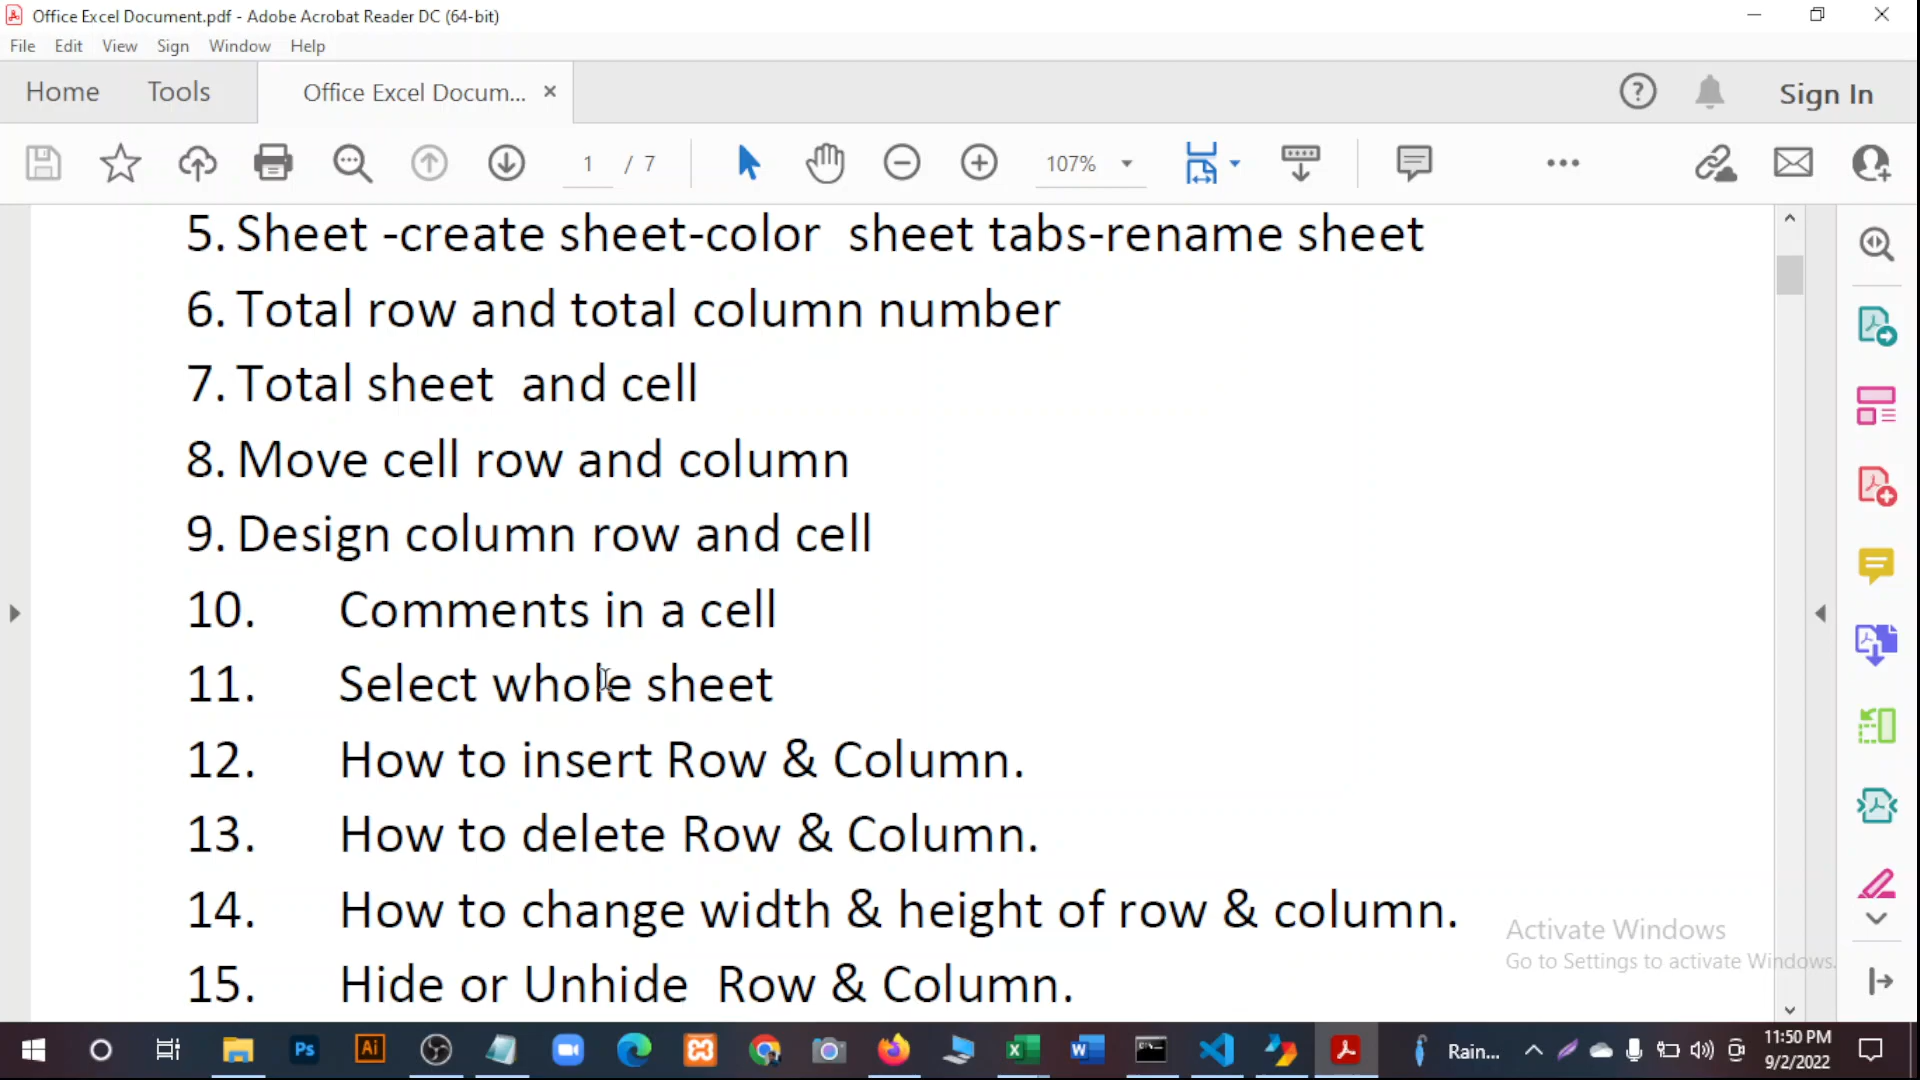 Office Excel Document.pdf - Adobe Acrobat Reader DC (64-bit)
File Edit View Sign Window Help
Home Tools Office Excel Docum... Sign In
1 / 7 107%
5. Sheet -create sheet-color  sheet tabs-rename sheet
6. Total row and total column number
7. Total sheet  and cell
8. Move cell row and column
9. Design column row and cell
10. Comments in a cell
11. Select whole sheet
12. How to insert Row & Column.
13. How to delete Row & Column.
14. How to change width & height of row & column.
15. Hide or Unhide  Row & Column.
Activate Windows
Go to Settings to activate Windows.
Ps Ai Rain... 11:50 PM
9/2/2022